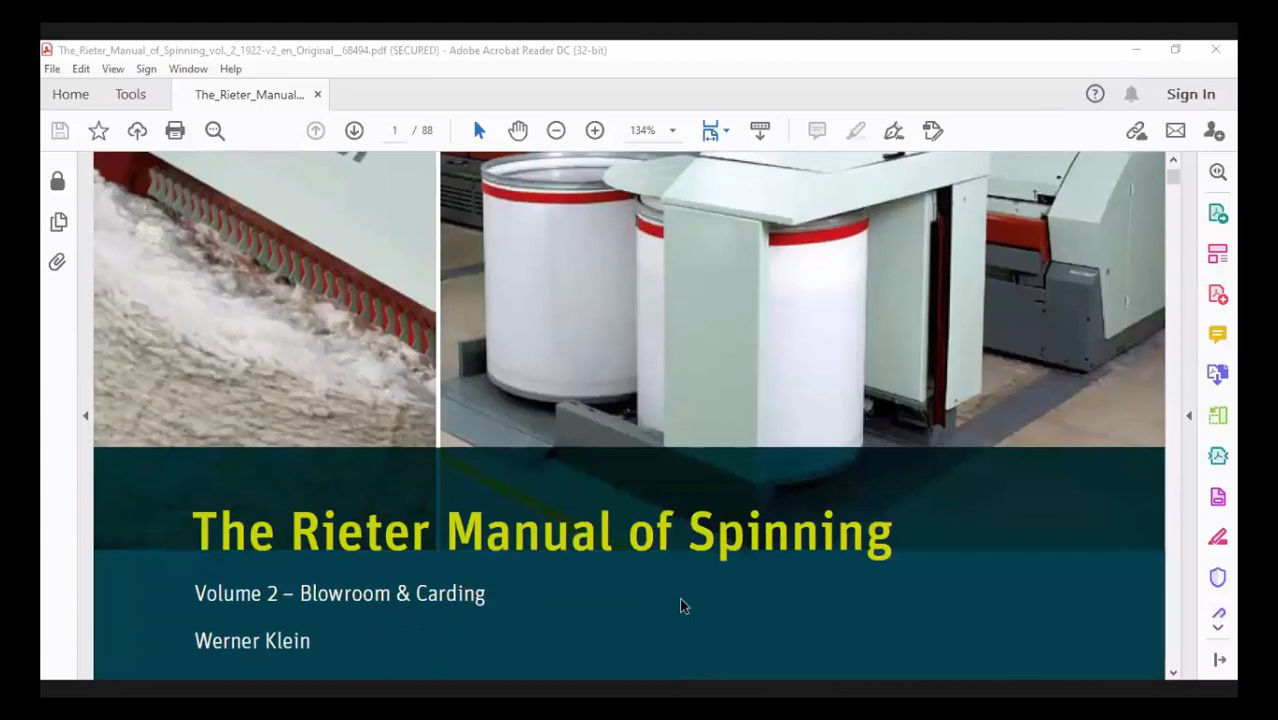 The_Rieter_Manual_of_Spinning_vol._2_1922-v2_en_Original__68494.pdf (SECURED) - Adobe Acrobat Reader DC (32-bit)
File Edit View Sign Window Help
Home Tools The_Rieter_Manual... × Sign In
1 / 88 134%
The Rieter Manual of Spinning
Volume 2 – Blowroom & Carding
Werner Klein